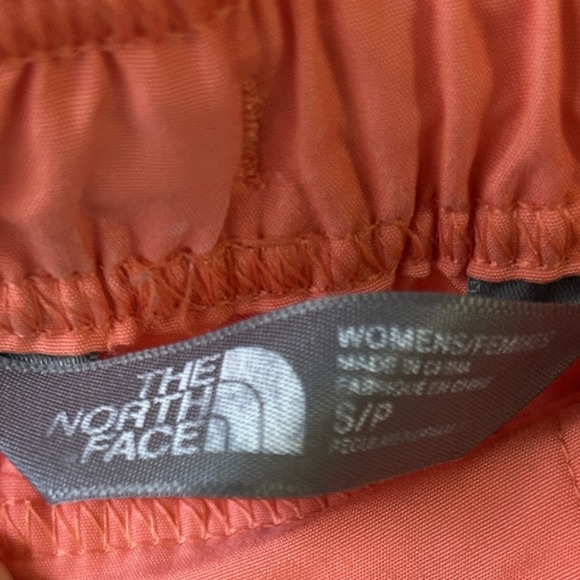 THE
NORTH
FACE
WOMENS/FEMMES
MADE IN CHINA
FABRIQUE EN CHINE
S/P